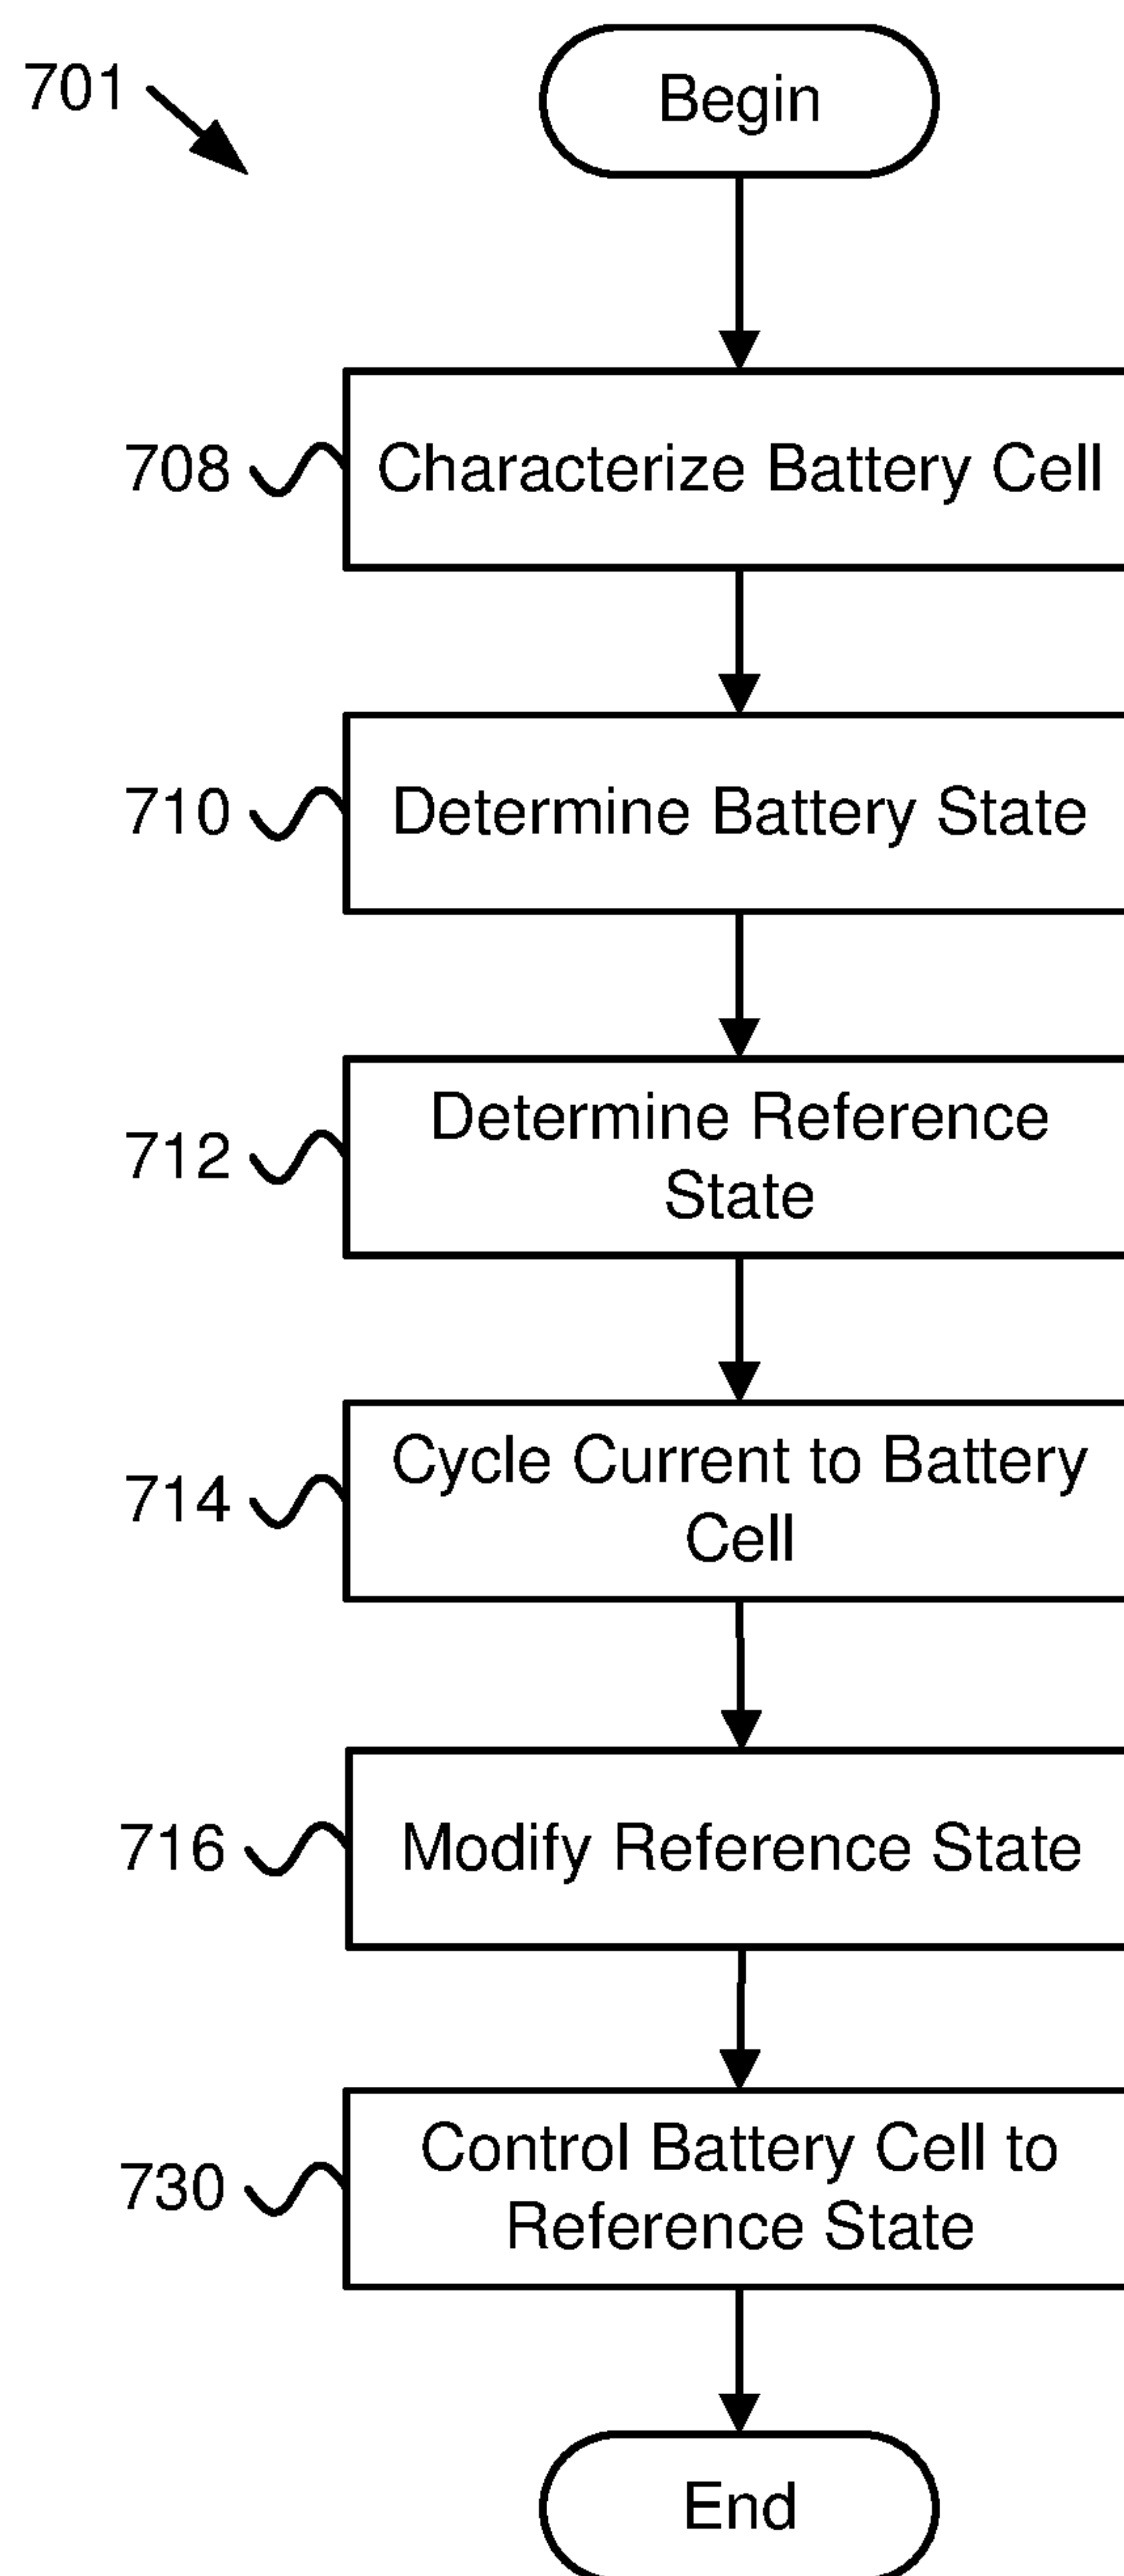 701
Begin
708
Characterize Battery Cell
710
Determine Battery State
712
Determine Reference
State
714
Cycle Current to Battery
Cell
716
Modify Reference State
730
Control Battery Cell to
Reference State
End